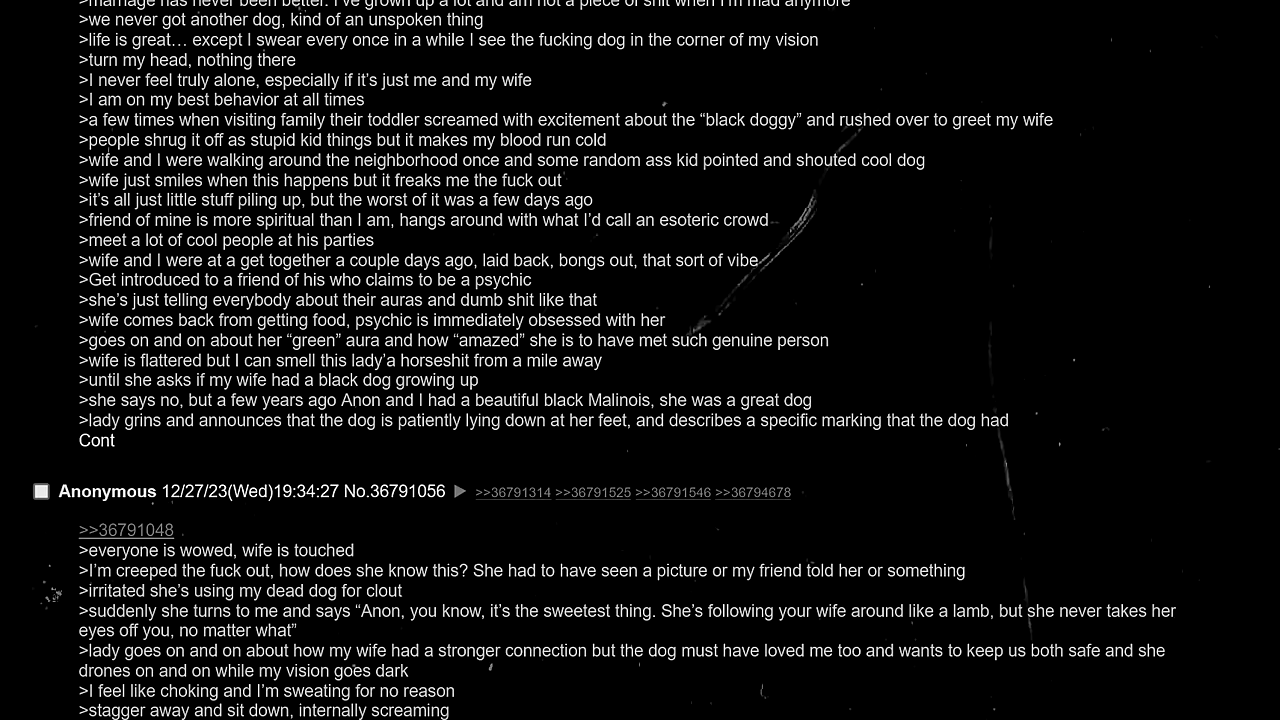 >marriage has never been better. I've grown up a lot and am not a piece of shit when I'm mad anymore
>we never got another dog, kind of an unspoken thing
>life is great… except I swear every once in a while I see the fucking dog in the corner of my vision
>turn my head, nothing there
>I never feel truly alone, especially if it's just me and my wife
>I am on my best behavior at all times
>a few times when visiting family their toddler screamed with excitement about the “black doggy” and rushed over to greet my wife
>people shrug it off as stupid kid things but it makes my blood run cold
>wife and I were walking around the neighborhood once and some random ass kid pointed and shouted cool dog
>wife just smiles when this happens but it freaks me the fuck out
>it's all just little stuff piling up, but the worst of it was a few days ago
>friend of mine is more spiritual than I am, hangs around with what I'd call an esoteric crowd
>meet a lot of cool people at his parties
>wife and I were at a get together a couple days ago, laid back, bongs out, that sort of vibe
>Get introduced to a friend of his who claims to be a psychic
>she's just telling everybody about their auras and dumb shit like that
>wife comes back from getting food, psychic is immediately obsessed with her
>goes on and on about her “green” aura and how “amazed” she is to have met such genuine person
>wife is flattered but I can smell this lady'a horseshit from a mile away
>until she asks if my wife had a black dog growing up
>she says no, but a few years ago Anon and I had a beautiful black Malinois, she was a great dog
>lady grins and announces that the dog is patiently lying down at her feet, and describes a specific marking that the dog had
Cont
Anonymous 12/27/23(Wed)19:34:27 No.36791056 ▶ >>36791314 >>36791525 >>36791546 >>36794678
>>36791048
>everyone is wowed, wife is touched
>I'm creeped the fuck out, how does she know this? She had to have seen a picture or my friend told her or something
>irritated she's using my dead dog for clout
>suddenly she turns to me and says “Anon, you know, it's the sweetest thing. She's following your wife around like a lamb, but she never takes her
eyes off you, no matter what”
>lady goes on and on about how my wife had a stronger connection but the dog must have loved me too and wants to keep us both safe and she
drones on and on while my vision goes dark
>I feel like choking and I'm sweating for no reason
>stagger away and sit down, internally screaming